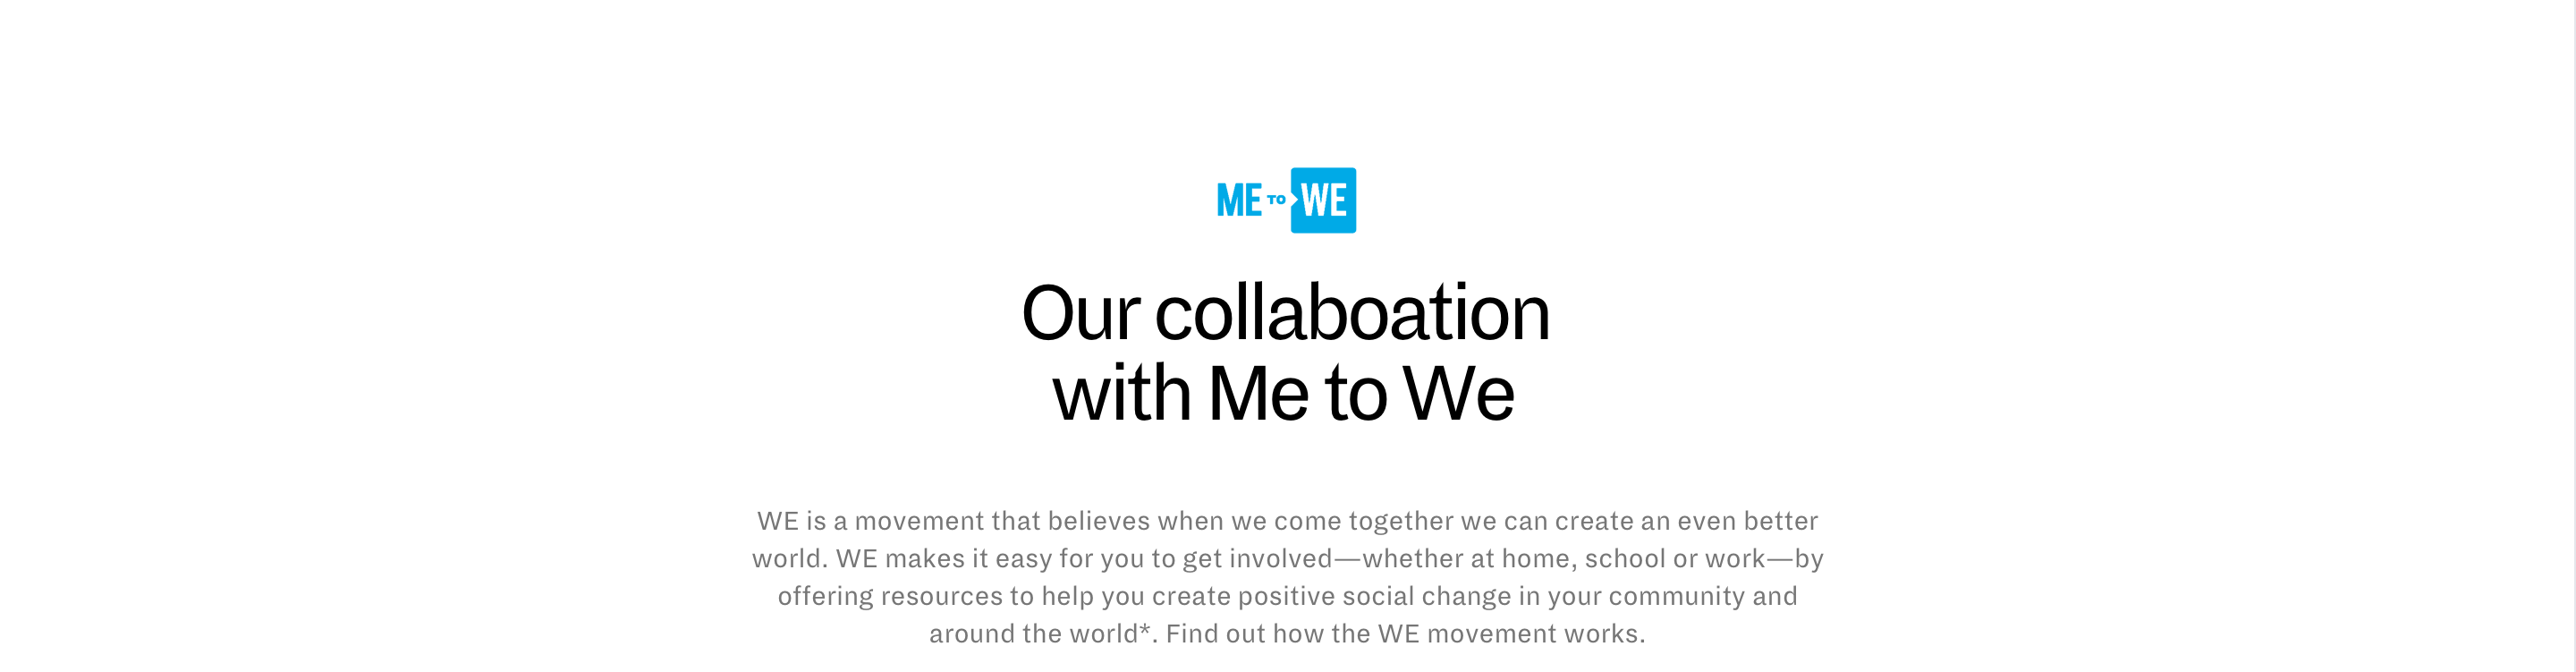 ME TO WE
Our collaboation
with Me to We
WE is a movement that believes when we come together we can create an even better
world. WE makes it easy for you to get involved—whether at home, school or work—by
offering resources to help you create positive social change in your community and
around the world*. Find out how the WE movement works.